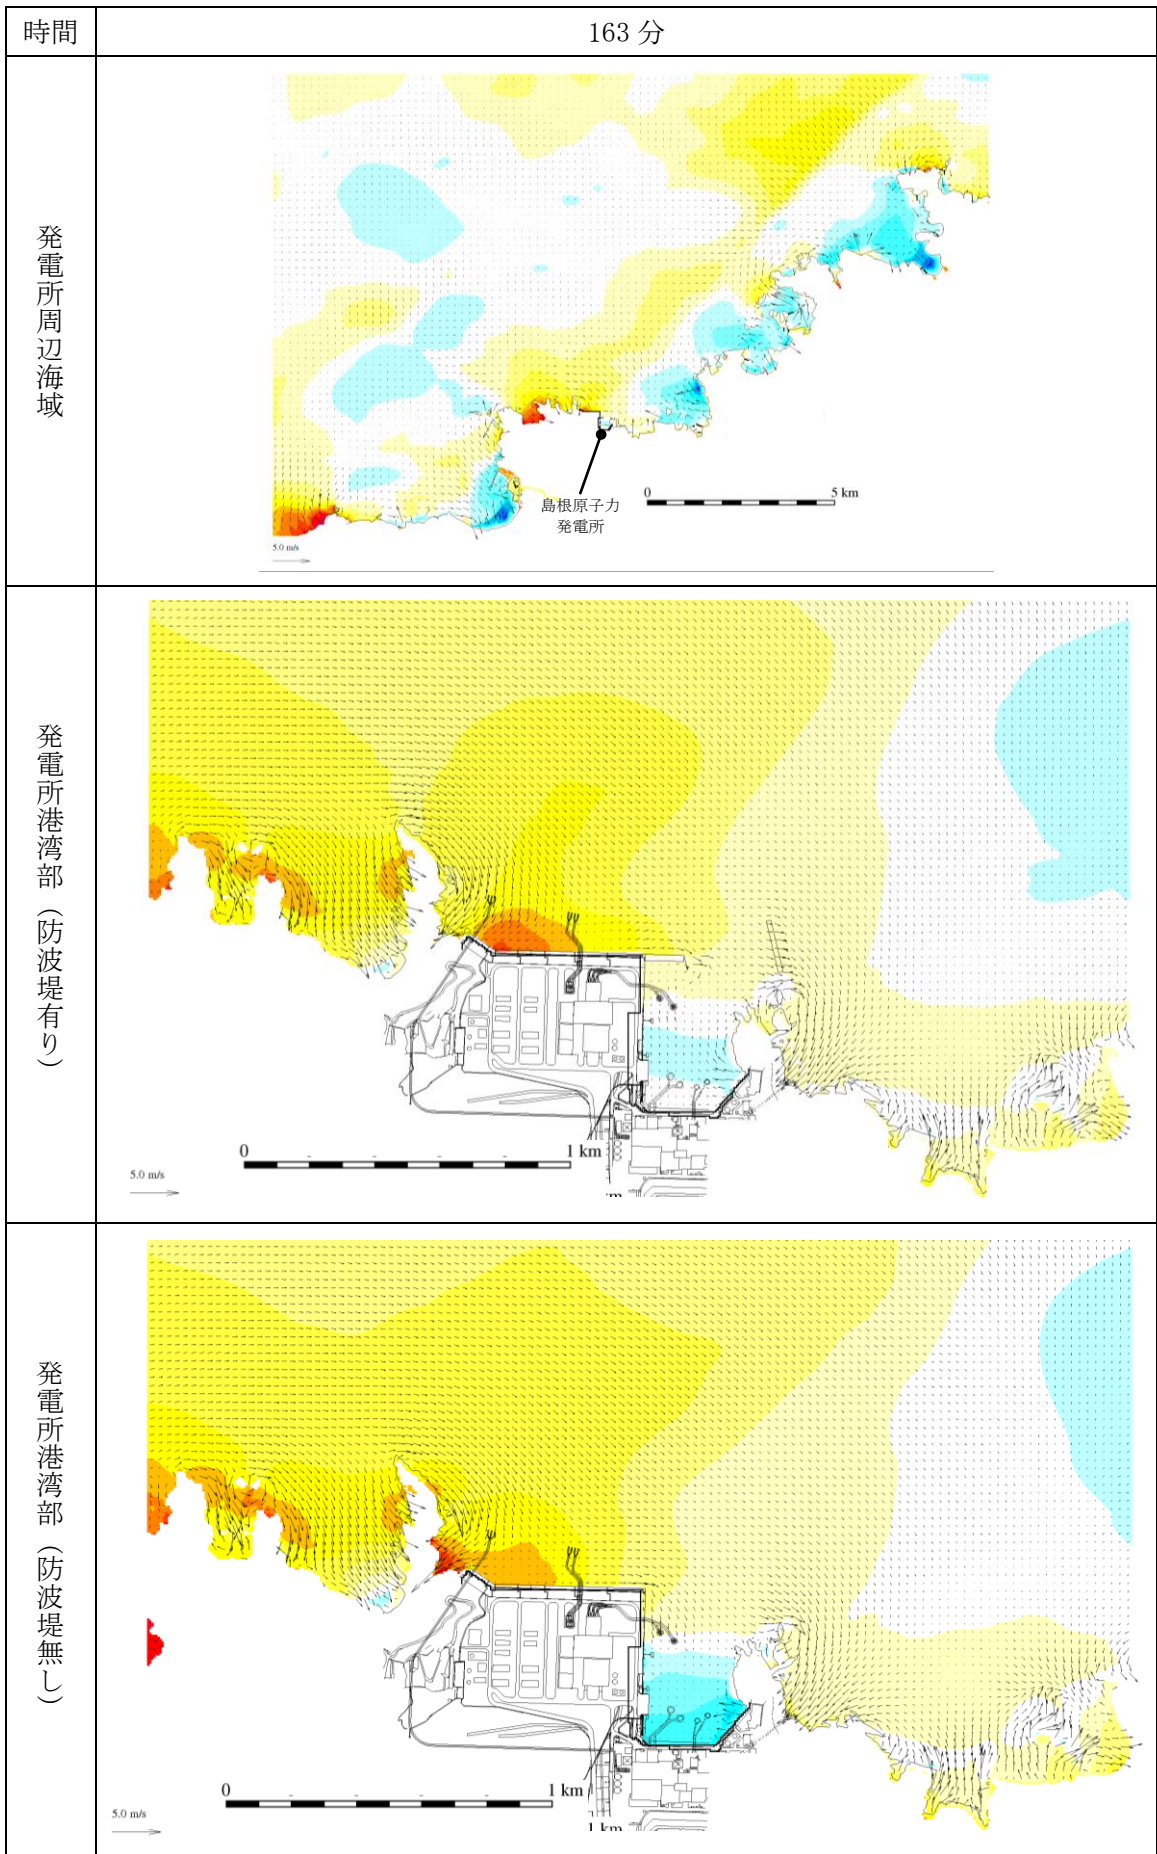 時間
163 分
発電所周辺海域
島根原子力
発電所
0
5 km
5.0 m/s
発電所港湾部（防波堤有り）
0
1 km
5.0 m/s
発電所港湾部（防波堤無し）
0
1 km
5.0 m/s
1 km